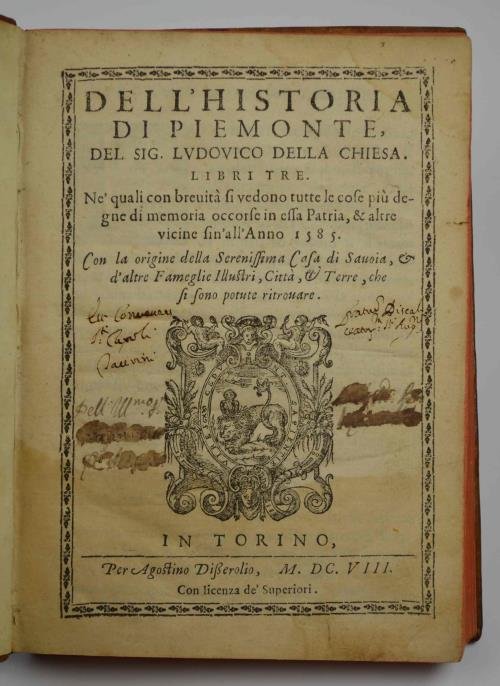 DELL'HISTORIA
DI PIEMONTE,
DEL SIG. LVDOVICO DELLA CHIESA.
LIBRI TRE.
Ne' quali con breuità ſi vedono tutte le coſe più de-
gne di memoria occorſe in eſſa Patria, & altre
vicine ſin'all'Anno 1585.
Con la origine della Sereniſſima Caſa di Sauoia, &
d'altre Fameglie Illuſtri, Città, & Terre, che
ſi ſono potute ritrouare.
Dell'Ill.mo
IN TORINO,
Per Agoſtino Diſſerolio, M. DC. VIII.
Con licenza de' Superiori.